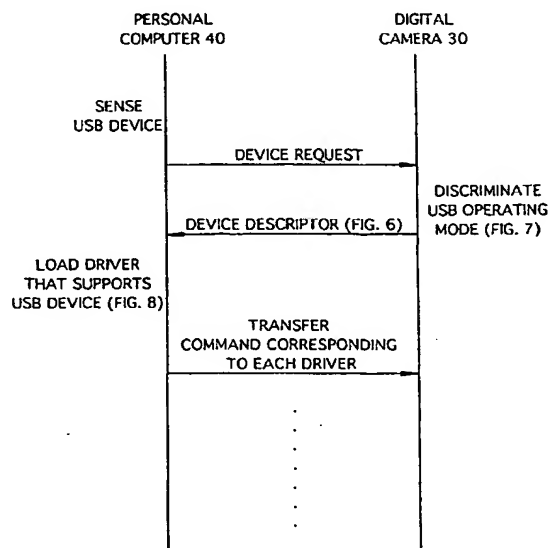 PERSONAL
COMPUTER 40
DIGITAL
CAMERA 30
SENSE
USB DEVICE
DEVICE REQUEST
DISCRIMINATE
USB OPERATING
MODE (FIG. 7)
DEVICE DESCRIPTOR (FIG. 6)
LOAD DRIVER
THAT SUPPORTS
USB DEVICE (FIG. 8)
TRANSFER
COMMAND CORRESPONDING
TO EACH DRIVER